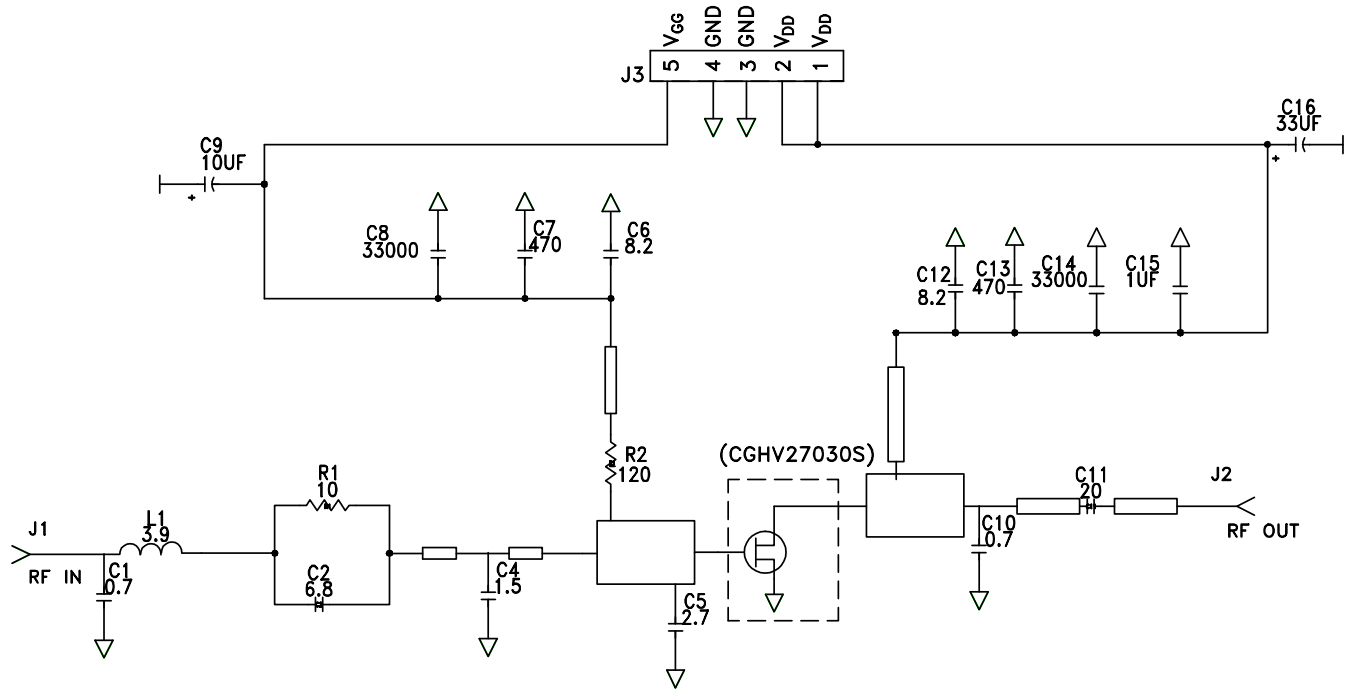 V_GG GND GND V_DD V_DD
J3 5 4 3 2 1
C16
33UF
+
C9
10UF
+
C8
33000
C7
470
C6
8.2
C12
8.2
C13
470
C14
33000
C15
1UF
(CGHV27030S)
R2
120
R1
10
C11
20
J2
RF OUT
J1
RF IN
L1
3.9
C1
0.7
C2
6.8
C4
1.5
C5
2.7
C10
0.7